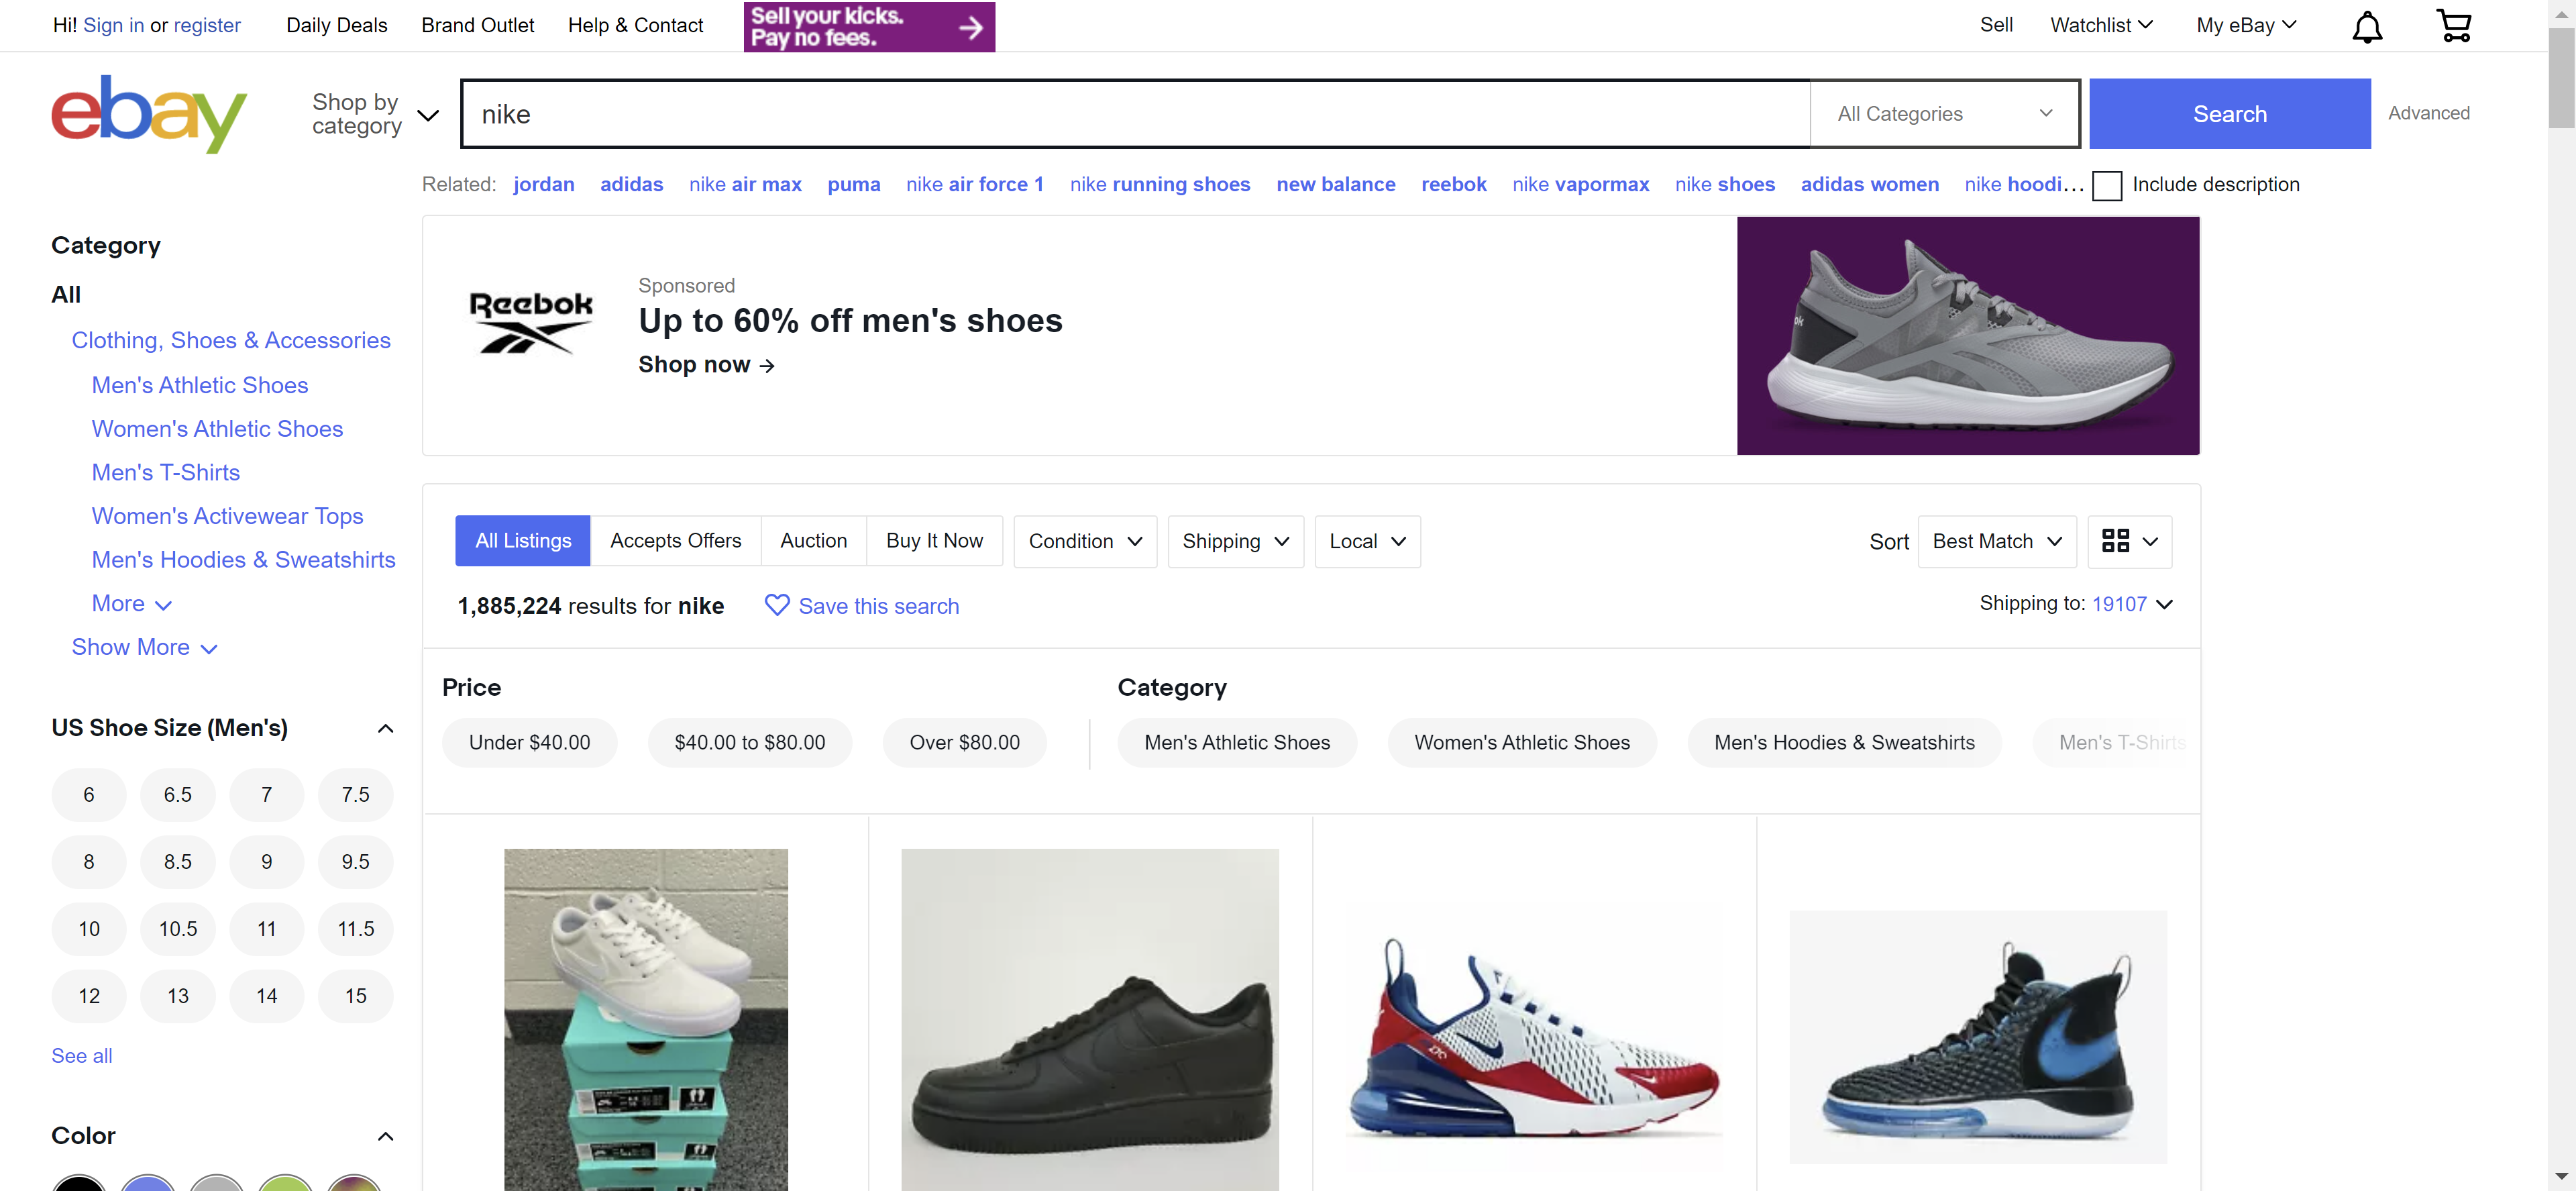 Hi! Sign in or register
Daily Deals
Brand Outlet
Help & Contact
Sell your kicks.
Pay no fees.
Sell
Watchlist
My eBay
ebay
Shop by
category
nike
All Categories
Search
Advanced
Related: jordan adidas nike air max puma nike air force 1 nike running shoes new balance reebok nike vapormax nike shoes adidas women nike hoodi...
Include description
Category
All
Clothing, Shoes & Accessories
Men's Athletic Shoes
Women's Athletic Shoes
Men's T-Shirts
Women's Activewear Tops
Men's Hoodies & Sweatshirts
More
Show More
US Shoe Size (Men's)
6 6.5 7 7.5
8 8.5 9 9.5
10 10.5 11 11.5
12 13 14 15
See all
Color
Reebok
Sponsored
Up to 60% off men's shoes
Shop now
All Listings
Accepts Offers
Auction
Buy It Now
Condition
Shipping
Local
Sort
Best Match
1,885,224 results for nike
Save this search
Shipping to: 19107
Price
Under $40.00
$40.00 to $80.00
Over $80.00
Category
Men's Athletic Shoes
Women's Athletic Shoes
Men's Hoodies & Sweatshirts
Men's T-Shirts